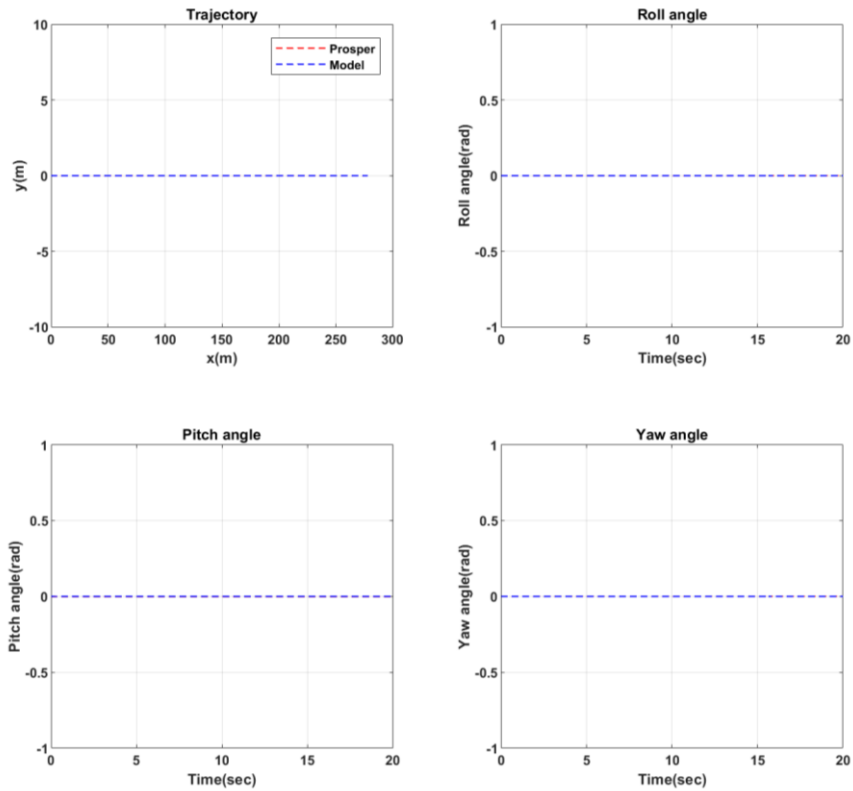 Trajectory
10
5
0
-5
-10
y(m)
Prosper
Model
0 50 100 150 200 250 300
x(m)
Roll angle
1
0.5
0
-0.5
-1
Roll angle(rad)
0 5 10 15 20
Time(sec)
Pitch angle
1
0.5
0
-0.5
-1
Pitch angle(rad)
0 5 10 15 20
Time(sec)
Yaw angle
1
0.5
0
-0.5
-1
Yaw angle(rad)
0 5 10 15 20
Time(sec)